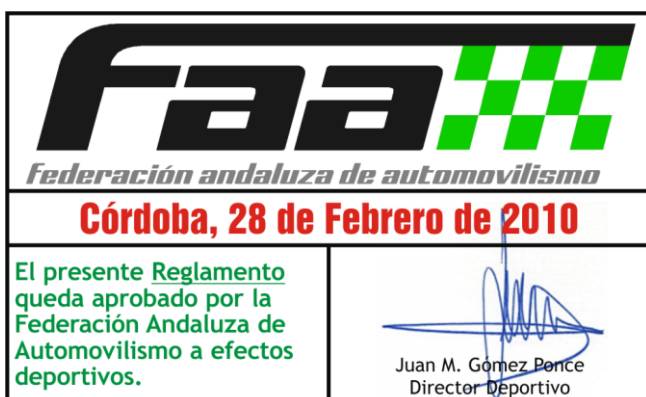 faa
federación andaluza de automovilismo
Córdoba, 28 de Febrero de 2010
El presente Reglamento
queda aprobado por la
Federación Andaluza de
Automovilismo a efectos
deportivos.
Juan M. Gómez Ponce
Director Deportivo